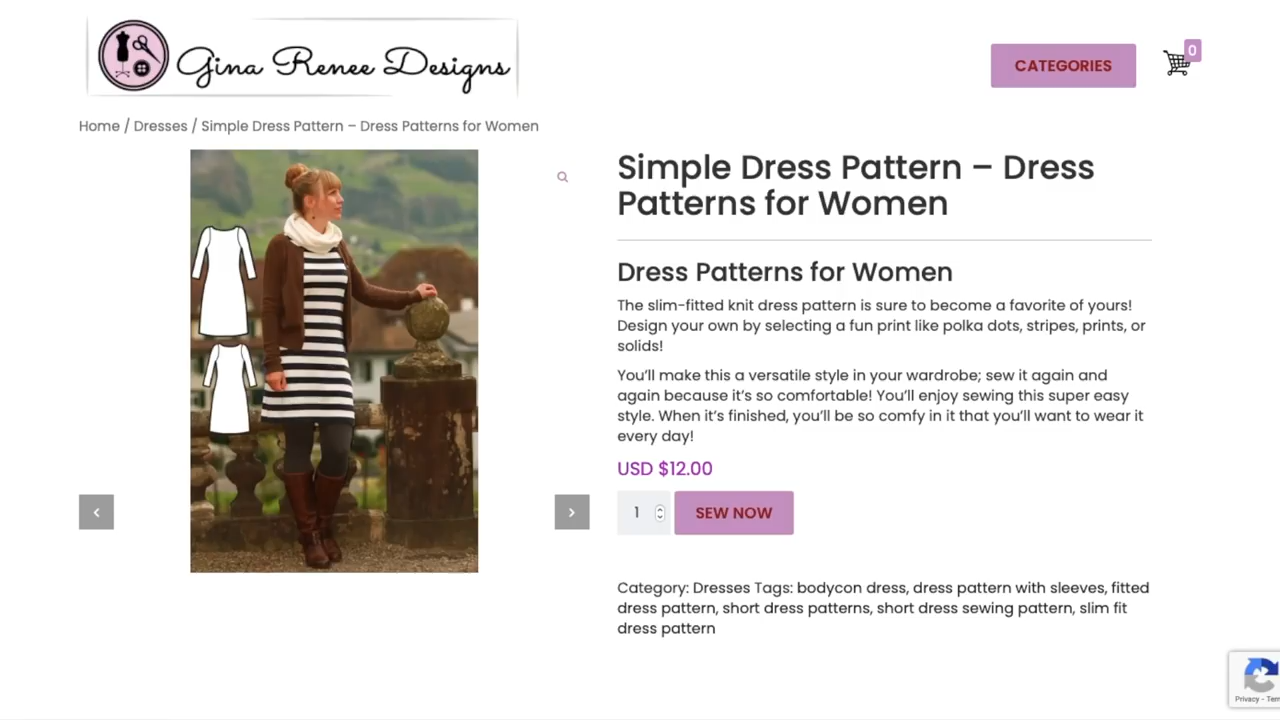 Gina Renee Designs
CATEGORIES
0
Home / Dresses / Simple Dress Pattern – Dress Patterns for Women
Simple Dress Pattern – Dress
Patterns for Women
Dress Patterns for Women
The slim-fitted knit dress pattern is sure to become a favorite of yours!
Design your own by selecting a fun print like polka dots, stripes, prints, or
solids!
You’ll make this a versatile style in your wardrobe; sew it again and
again because it’s so comfortable! You’ll enjoy sewing this super easy
style. When it’s finished, you’ll be so comfy in it that you’ll want to wear it
every day!
USD $12.00
1
SEW NOW
Category: Dresses Tags: bodycon dress, dress pattern with sleeves, fitted
dress pattern, short dress patterns, short dress sewing pattern, slim fit
dress pattern
Privacy - Tem